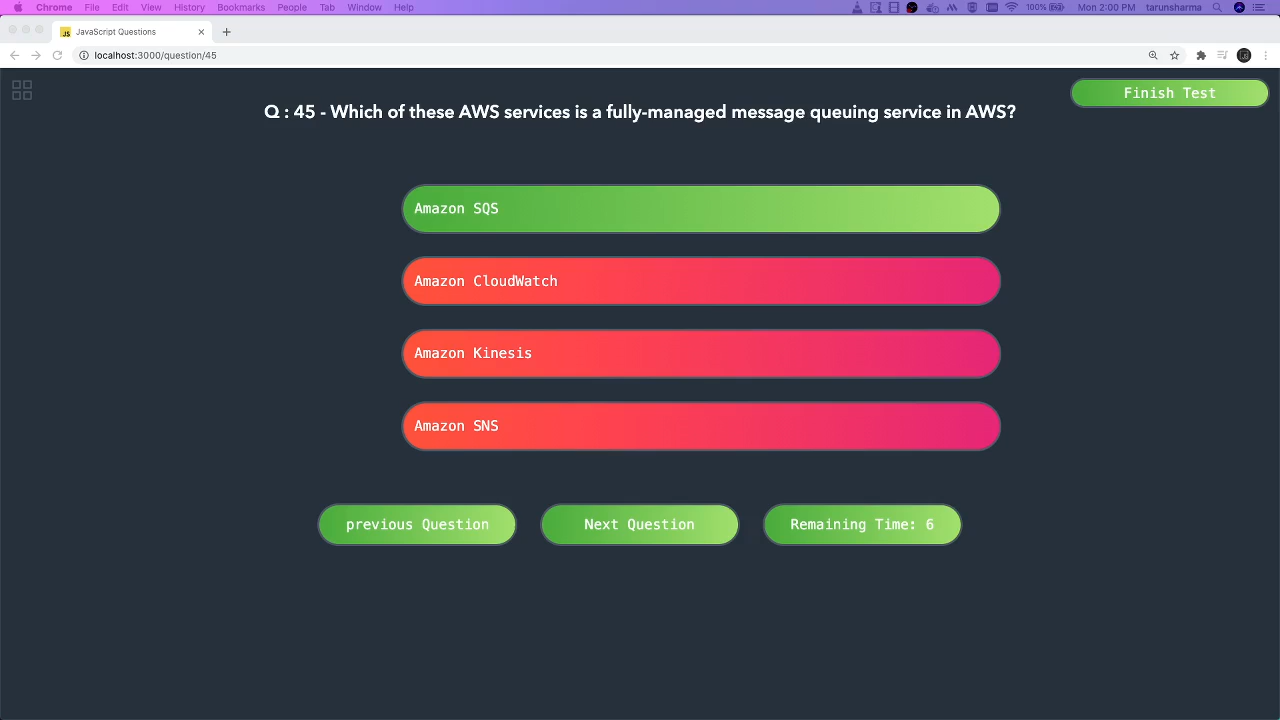 Chrome File Edit View History Bookmarks People Tab Window Help 100% Mon 2:00 PM tarunsharma
JS JavaScript Questions
localhost:3000/question/45
Finish Test
Q : 45 - Which of these AWS services is a fully-managed message queuing service in AWS?
Amazon SQS
Amazon CloudWatch
Amazon Kinesis
Amazon SNS
previous Question Next Question Remaining Time: 6